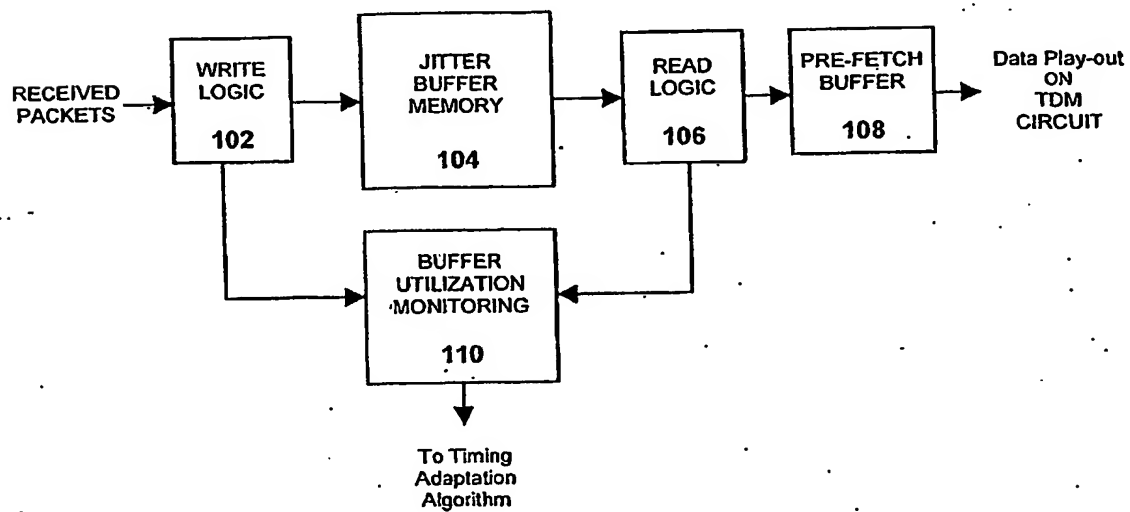 RECEIVED
PACKETS
WRITE
LOGIC
102
JITTER
BUFFER
MEMORY
104
READ
LOGIC
106
PRE-FETCH
BUFFER
108
Data Play-out
ON
TDM
CIRCUIT
BUFFER
UTILIZATION
MONITORING
110
To Timing
Adaptation
Algorithm